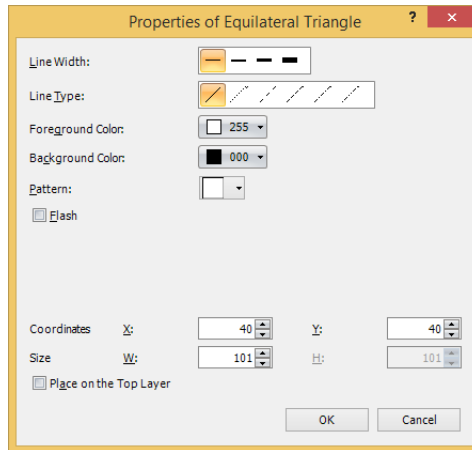 Properties of Equilateral Triangle ? ×
Line Width:
Line Type:
Foreground Color: 255
Background Color: 000
Pattern:
Flash
Coordinates X: 40 Y: 40
Size W: 101 H: 101
Place on the Top Layer
OK Cancel